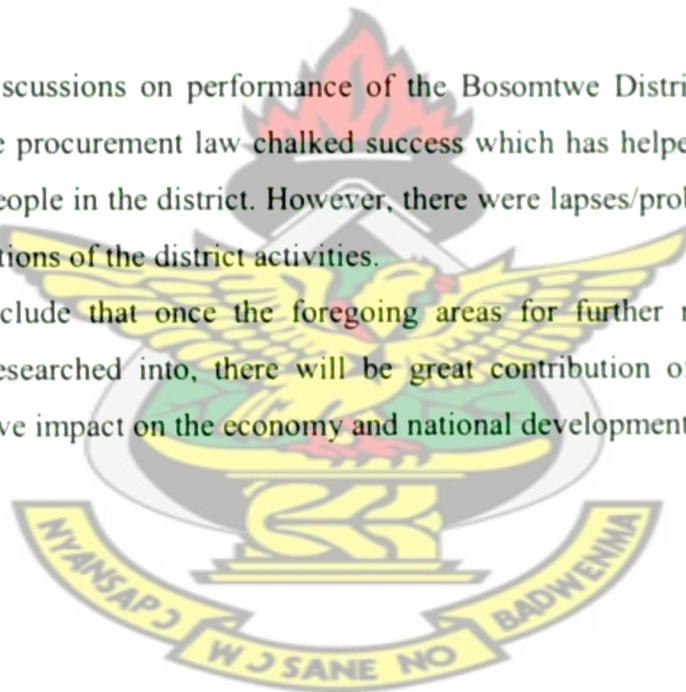 scussions on performance of the Bosomtwe Distri
e procurement law chalked success which has helpe
eople in the district. However, there were lapses/prol
tions of the district activities.
clude that once the foregoing areas for further r
esearched into, there will be great contribution o
ve impact on the economy and national development
NYANSAPƆ WƆSANE NO BADWENMA